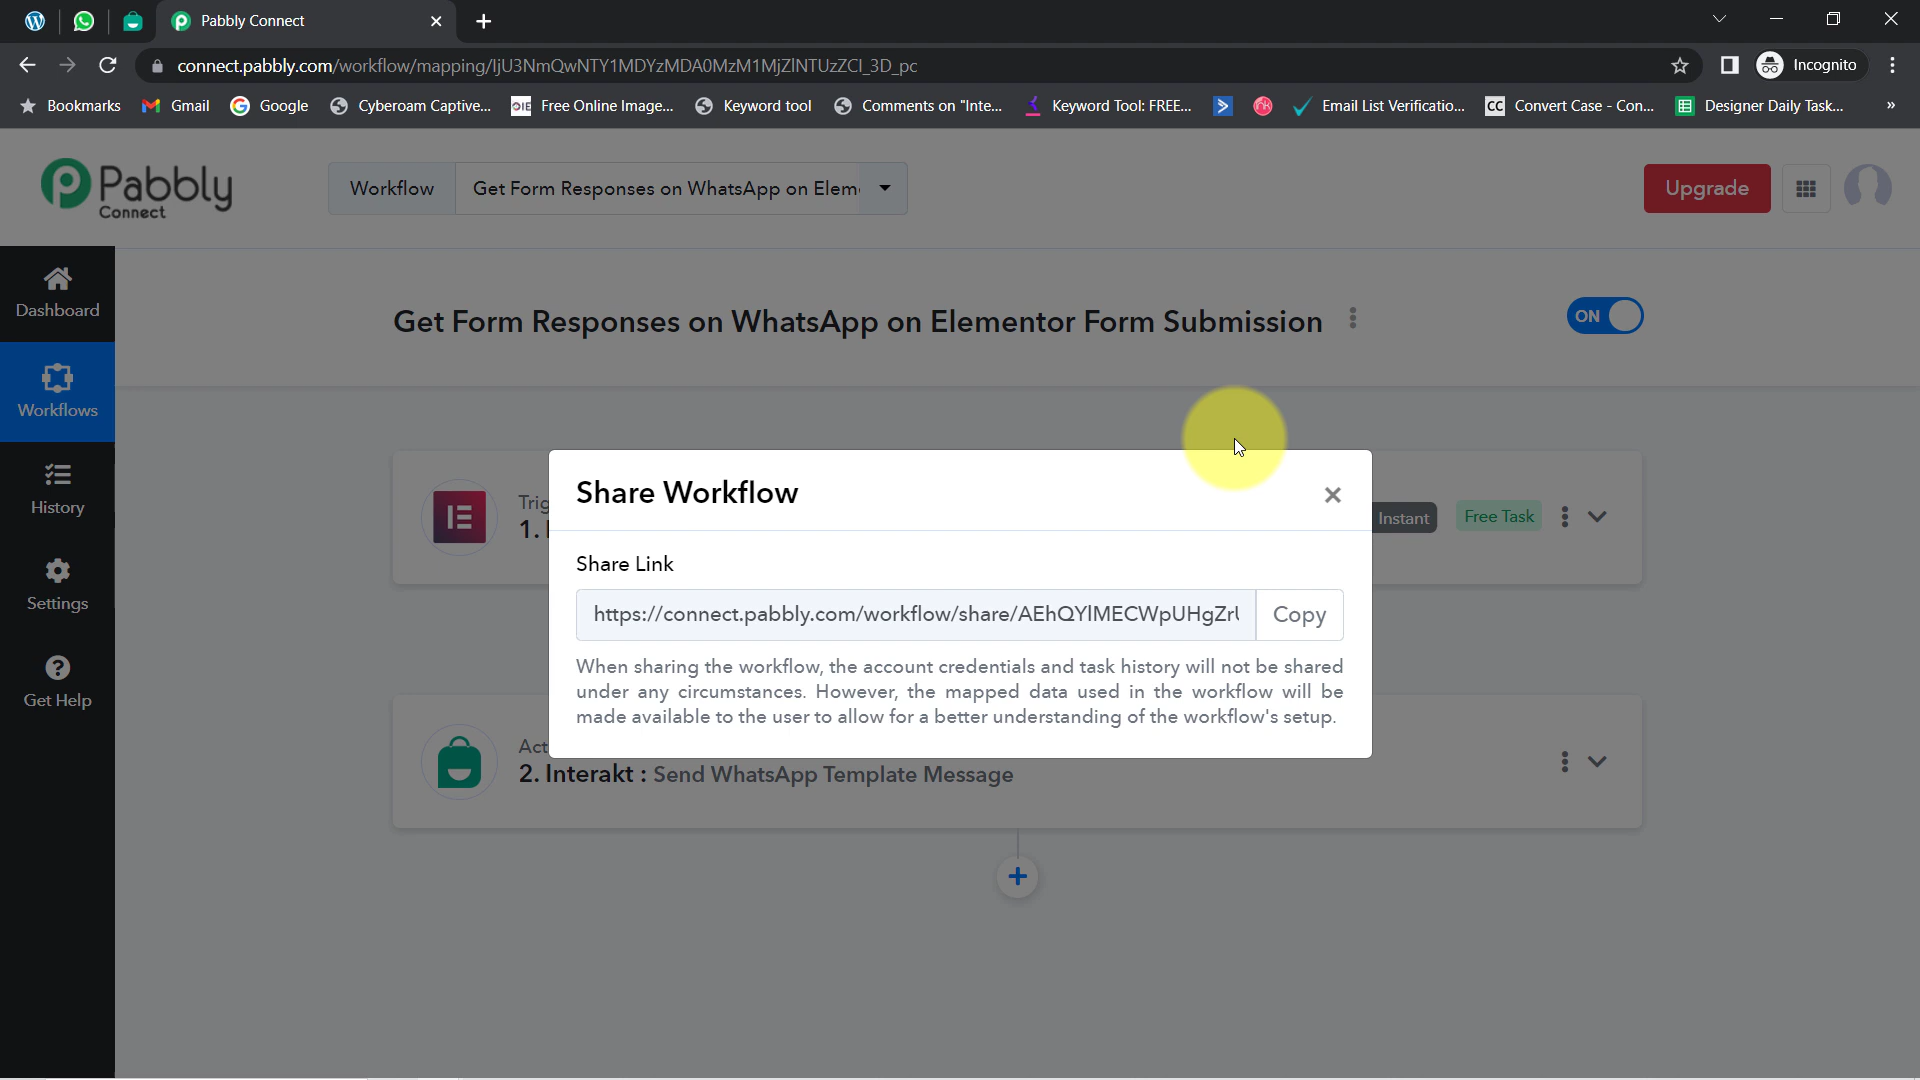 Pabbly Connect
connect.pabbly.com/workflow/mapping/
Incognito
Bookmarks
Gmail
Google
Cyberoam Captive...
Free Online Image...
Keyword tool
Comments on "Inte...
Keyword Tool: FREE...
Email List Verificatio...
CC
Convert Case - Con...
Designer Daily Task...
»
Pabbly
Connect
Workflow
Get Form Responses on WhatsApp on Elem
Upgrade
Dashboard
Workflows
History
Settings
Get Help
Get Form Responses on WhatsApp on Elementor Form Submission
ON
Share Workflow
Trig
1.
Instant
Free Task
Share Link
https://connect.pabbly.com/workflow/share/
Copy
When sharing the workflow, the account credentials and task history will not be shared
under any circumstances. However, the mapped data used in the workflow will be
made available to the user to allow for a better understanding of the workflow's setup.
Act
2. Interakt : Send WhatsApp Template Message